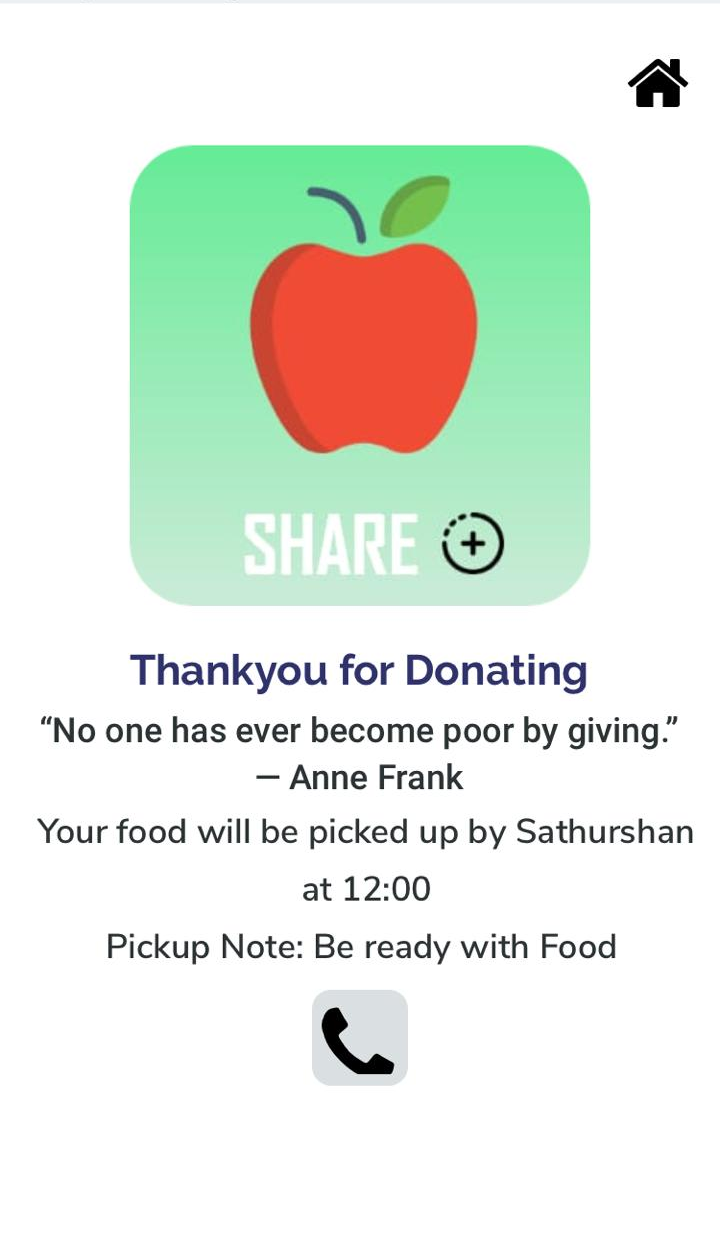 SHARE
Thankyou for Donating
“No one has ever become poor by giving.”
— Anne Frank
Your food will be picked up by Sathurshan
at 12:00
Pickup Note: Be ready with Food